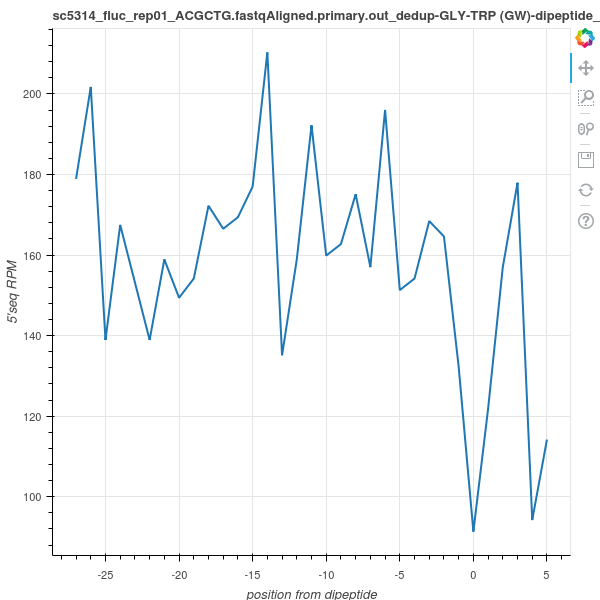 sc5314_fluc_rep01_ACGCTG.fastqAligned.primary.out_dedup-GLY-TRP (GW)-dipeptide_
200
180
160
140
120
100
5'seq RPM
-25 -20 -15 -10 -5 0 5
position from dipeptide